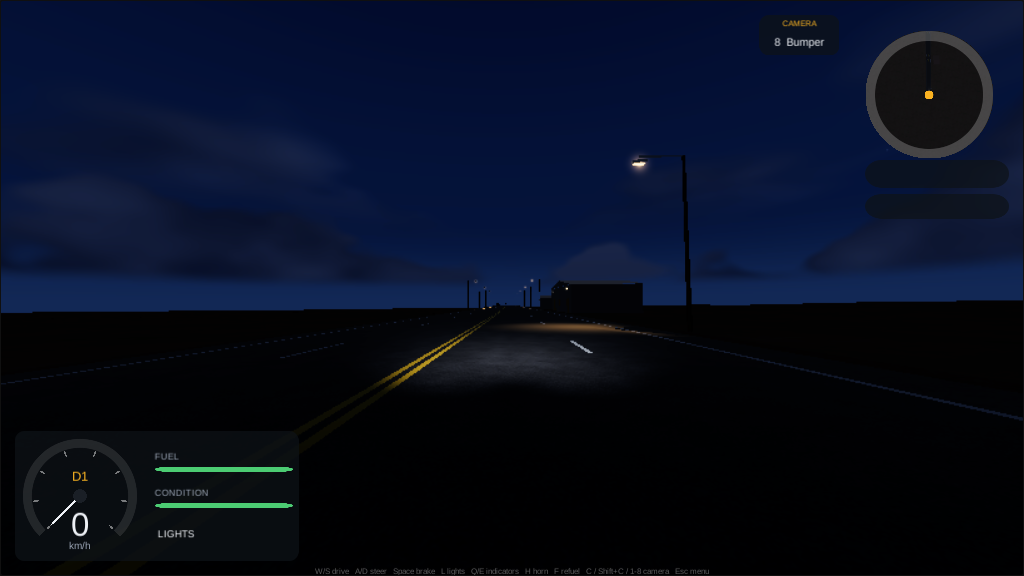 CAMERA
8 Bumper
D1
0
km/h
FUEL
CONDITION
LIGHTS
W/S drive A/D steer Space brake L lights Q/E indicators H horn F refuel C / Shift+C / 1-8 camera Esc menu